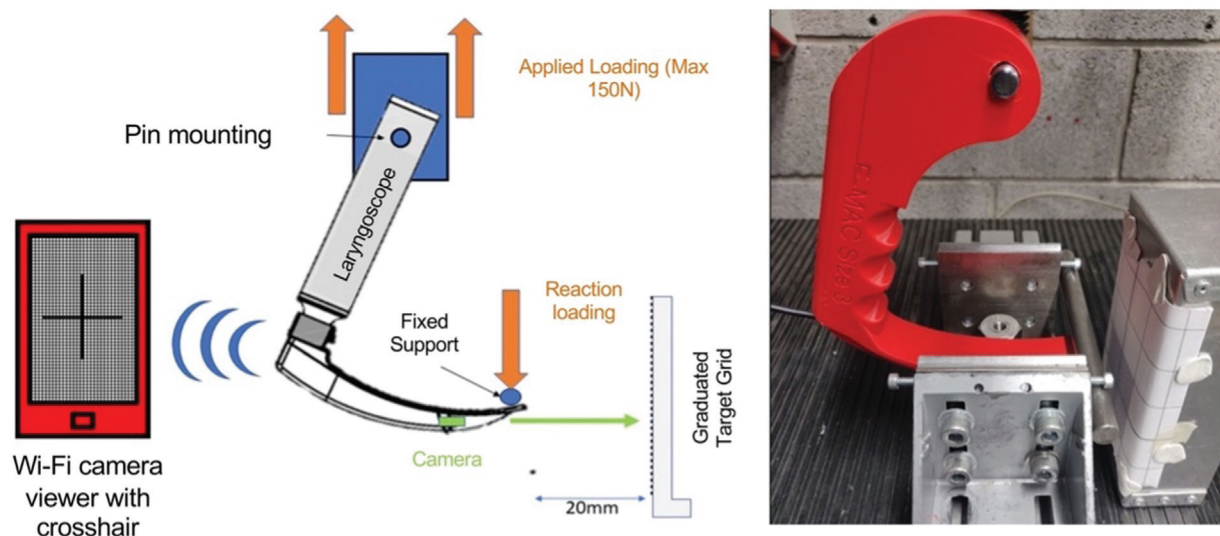 Applied Loading (Max
150N)
Pin mounting
Laryngoscope
Reaction
loading
Fixed
Support
Graduated
Target Grid
Camera
20mm
Wi-Fi camera
viewer with
crosshair
E.MAC Size 3